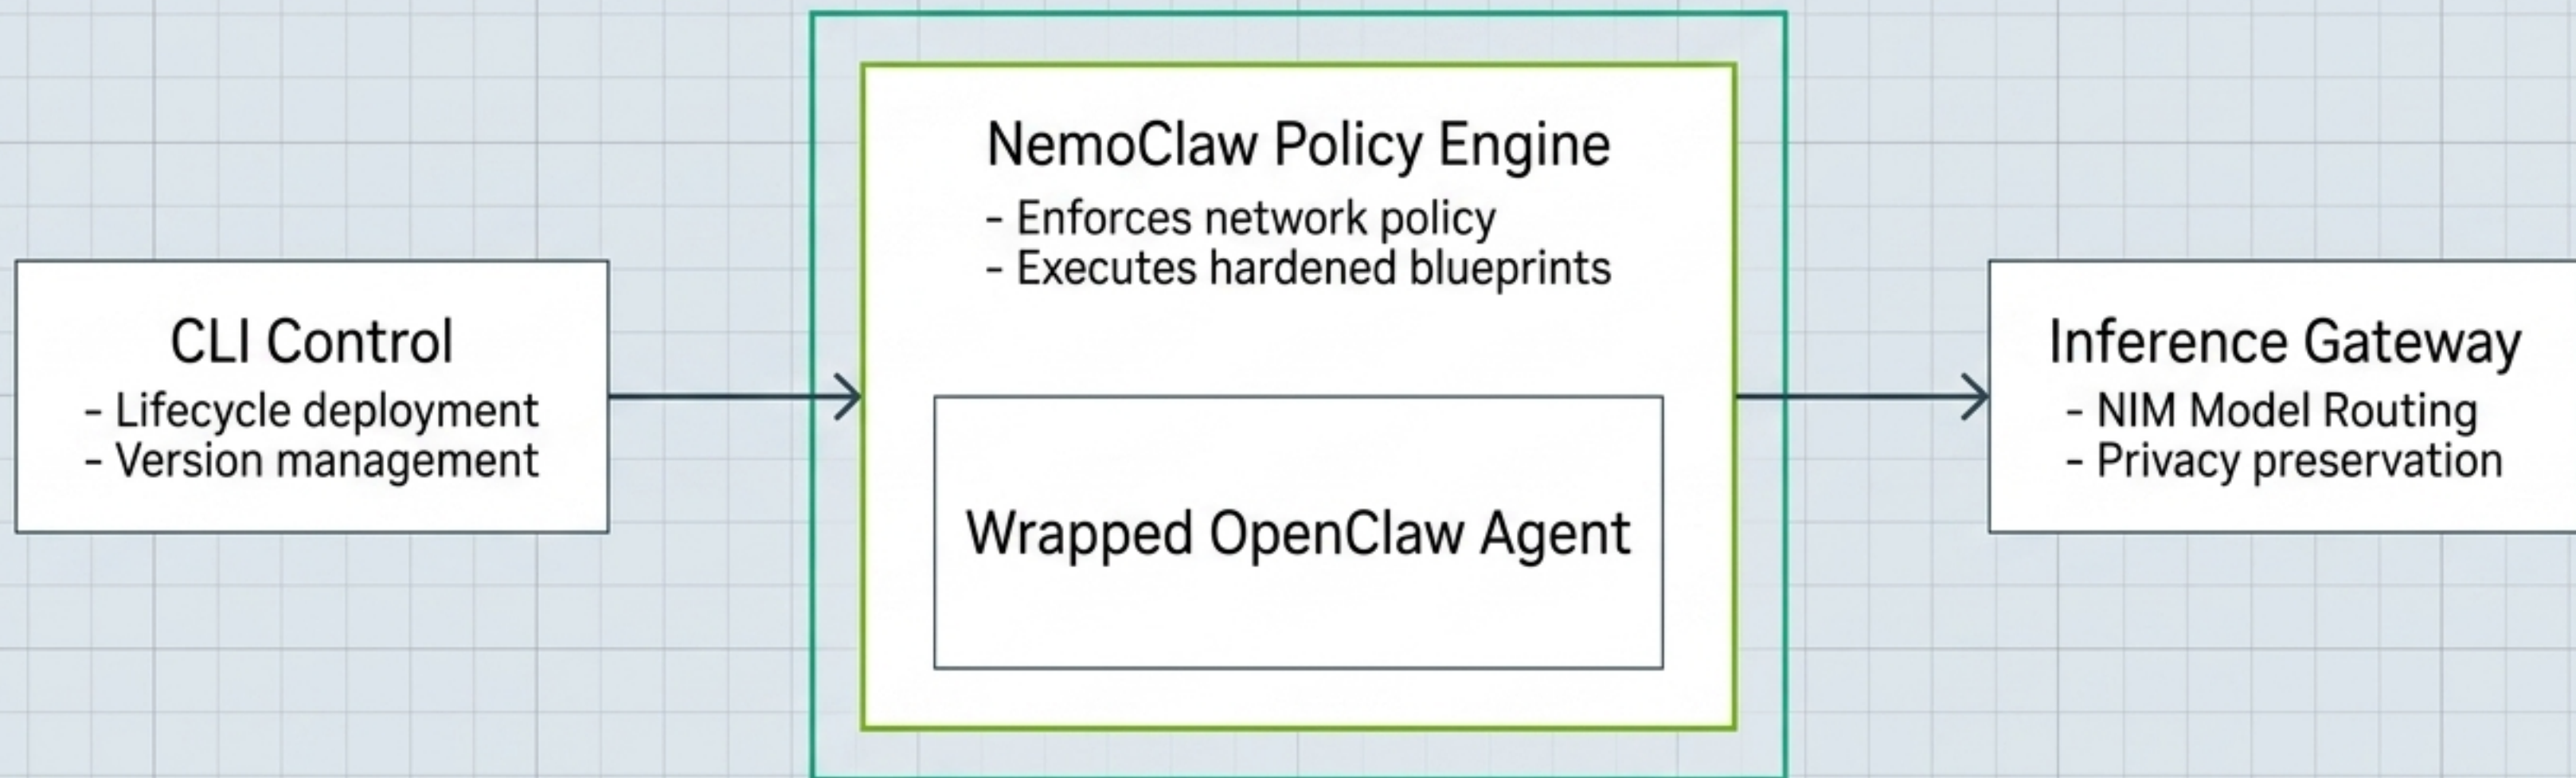 CLI Control
- Lifecycle deployment
- Version management
NemoClaw Policy Engine
- Enforces network policy
- Executes hardened blueprints
Wrapped OpenClaw Agent
Inference Gateway
- NIM Model Routing
- Privacy preservation